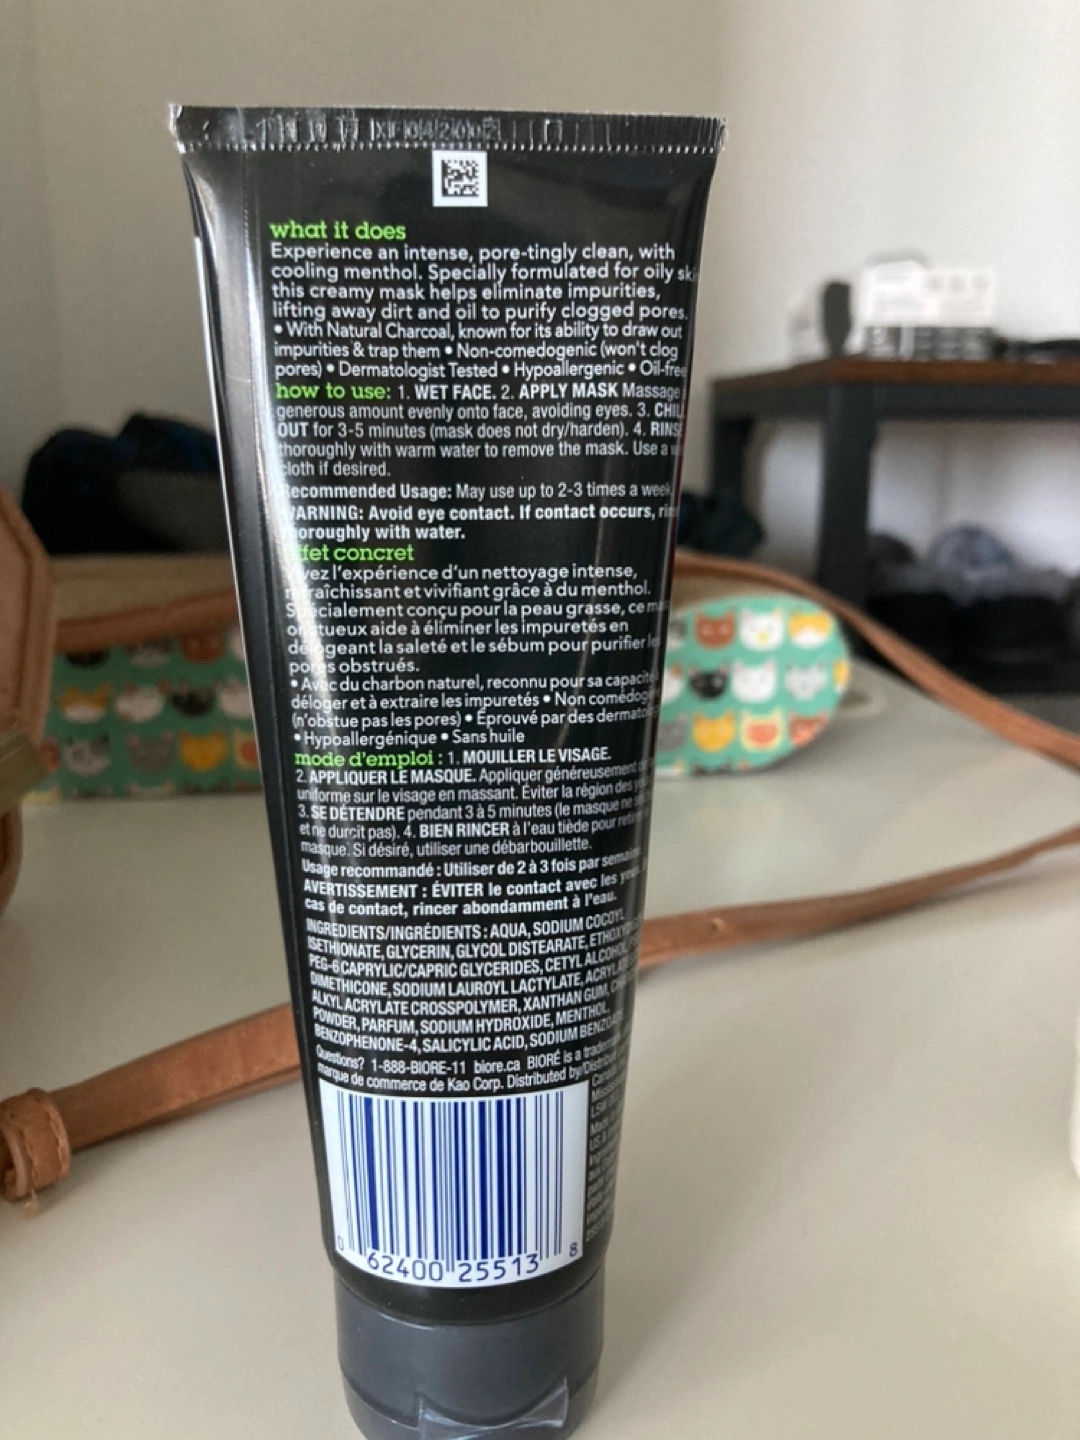 what it does
Experience an intense, pore-tingly clean, with
cooling menthol. Specially formulated for oily
this creamy mask helps eliminate impurities,
lifting away dirt and oil to purify clogged pores.
• With Natural Charcoal, known for its ability to draw out
impurities & trap them • Non-comedogenic (won't clog
pores) • Dermatologist Tested • Hypoallergenic • Oil-free
how to use: 1. WET FACE. 2. APPLY MASK Massage
generous amount evenly onto face, avoiding eyes. 3. CHILL
OUT for 3-5 minutes (mask does not dry/harden). 4. RINSE
thoroughly with warm water to remove the mask. Use a
cloth if desired.
Recommended Usage: May use up to 2-3 times a week.
WARNING: Avoid eye contact. If contact occurs,
thoroughly with water.
effet concret
l'expérience d'un nettoyage intense,
rafraîchissant et vivifiant grâce à du menthol.
Spécialement conçu pour la peau grasse, ce
onctueux aide à éliminer les impuretés en
délogeant la saleté et le sébum pour purifier les
pores obstrués.
• Avec du charbon naturel, reconnu pour sa capacité
déloger et à extraire les impuretés • Non comédogène
(n'obstue pas les pores) • Éprouvé par des
• Hypoallergénique • Sans huile
mode d'emploi : 1. MOUILLER LE VISAGE.
2. APPLIQUER LE MASQUE. Appliquer généreusement
uniforme sur le visage en massant. Éviter la région des
3. SE DÉTENDRE pendant 3 à 5 minutes (le masque ne
et ne durcit pas). 4. BIEN RINCER à l'eau tiède pour
masque. Si désiré, utiliser une débarbouillette.
Usage recommandé : Utiliser de 2 à 3 fois par semaine
AVERTISSEMENT : ÉVITER le contact avec les
cas de contact, rincer abondamment à l'eau.
INGREDIENTS/INGRÉDIENTS : AQUA, SODIUM COCOYL
ISETHIONATE, GLYCERIN, GLYCOL DISTEARATE,
PEG-6 CAPRYLIC/CAPRIC GLYCERIDES, CETYL ALCOHOL
DIMETHICONE, SODIUM LAUROYL LACTYLATE,
ALKYL ACRYLATE CROSSPOLYMER, XANTHAN GUM,
POWDER, PARFUM, SODIUM HYDROXIDE, MENTHOL,
BENZOPHENONE-4, SALICYLIC ACID, SODIUM
Questions? 1-888-BIORE-11 biore.ca BIORÉ is a
marque de commerce de Kao Corp. Distributed by
0 62400 25513 8